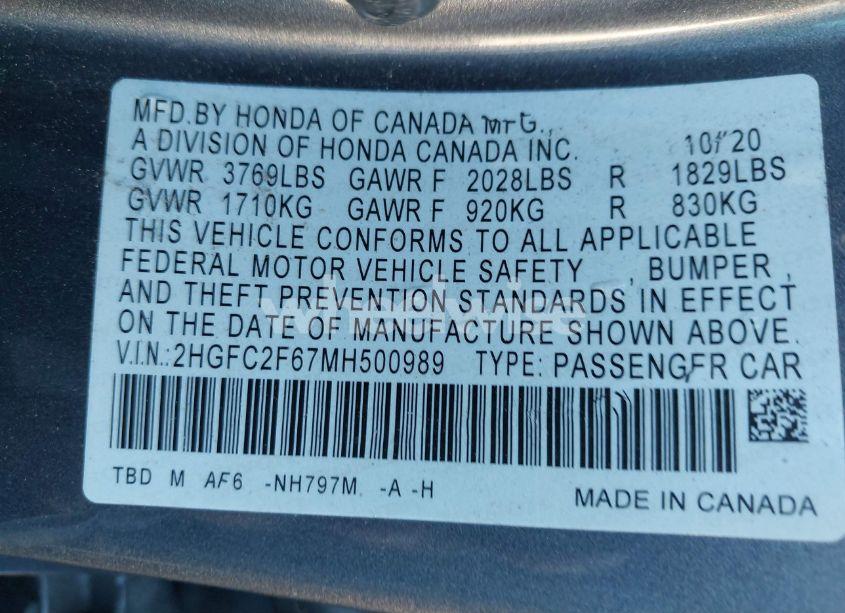 MFD.BY HONDA OF CANADA MFG.,
A DIVISION OF HONDA CANADA INC. 10/20
GVWR 3769LBS GAWR F 2028LBS R 1829LBS
GVWR 1710KG GAWR F 920KG R 830KG
THIS VEHICLE CONFORMS TO ALL APPLICABLE
FEDERAL MOTOR VEHICLE SAFETY , BUMPER ,
AND THEFT PREVENTION STANDARDS IN EFFECT
ON THE DATE OF MANUFACTURE SHOWN ABOVE.
V.I.N.:2HGFC2F67MH500989 TYPE: PASSENGER CAR
TBD M AF6 -NH797M -A -H
MADE IN CANADA